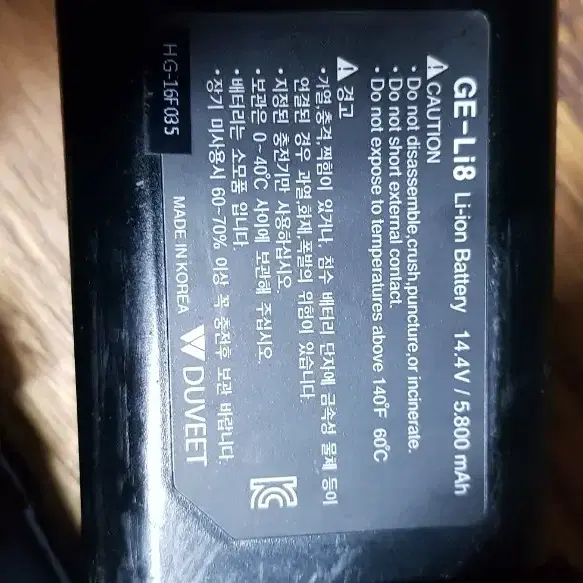 GE-Li8 Li-ion Battery 14.4V / 5.800 mAh
⚠CAUTION
· Do not disassemble,crush,puncture,or incinerate.
· Do not short external contact.
· Do not expose to temperatures above 140℉ 60℃
⚠ 경고
· 가열,충격,찍힘이 있거나 침수 배터리 단자에 금속성 물체 등이
연결된 경우 과열,화재,폭발의 위험이 있습니다.
· 지정된 충전기만 사용하십시오.
· 보관은 0~40℃ 사이에 보관해 주십시오.
· 배터리는 소모품 입니다.
· 장기 미사용시 60~70% 이상 꼭 충전후 보관 바랍니다.
MADE IN KOREA
DUVEET
HG-16F035